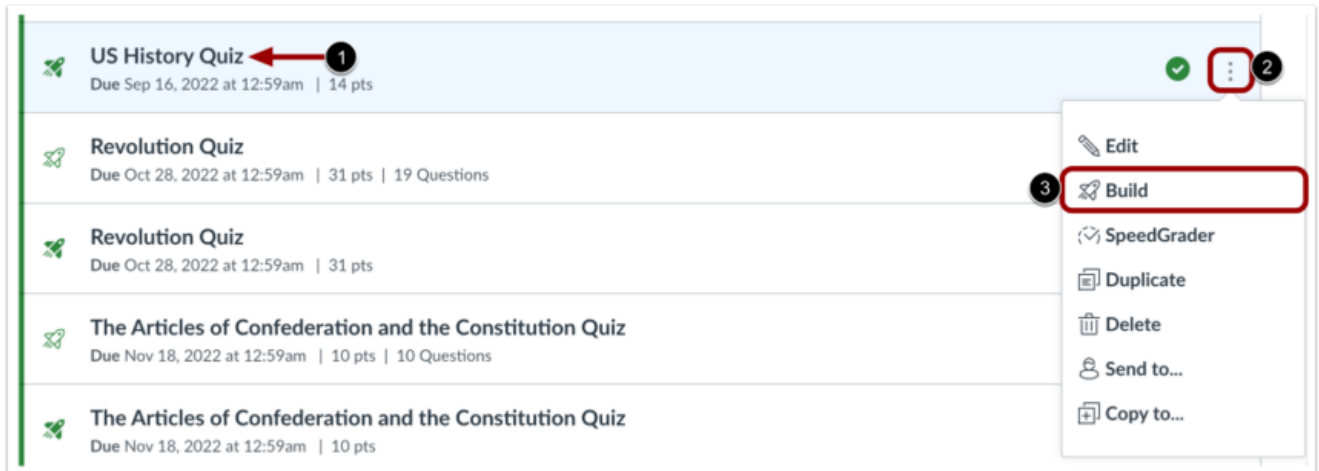 US History Quiz
1
Due Sep 16, 2022 at 12:59am | 14 pts
2
Revolution Quiz
Due Oct 28, 2022 at 12:59am | 31 pts | 19 Questions
Revolution Quiz
Due Oct 28, 2022 at 12:59am | 31 pts
The Articles of Confederation and the Constitution Quiz
Due Nov 18, 2022 at 12:59am | 10 pts | 10 Questions
The Articles of Confederation and the Constitution Quiz
Due Nov 18, 2022 at 12:59am | 10 pts
Edit
3
Build
SpeedGrader
Duplicate
Delete
Send to...
Copy to...